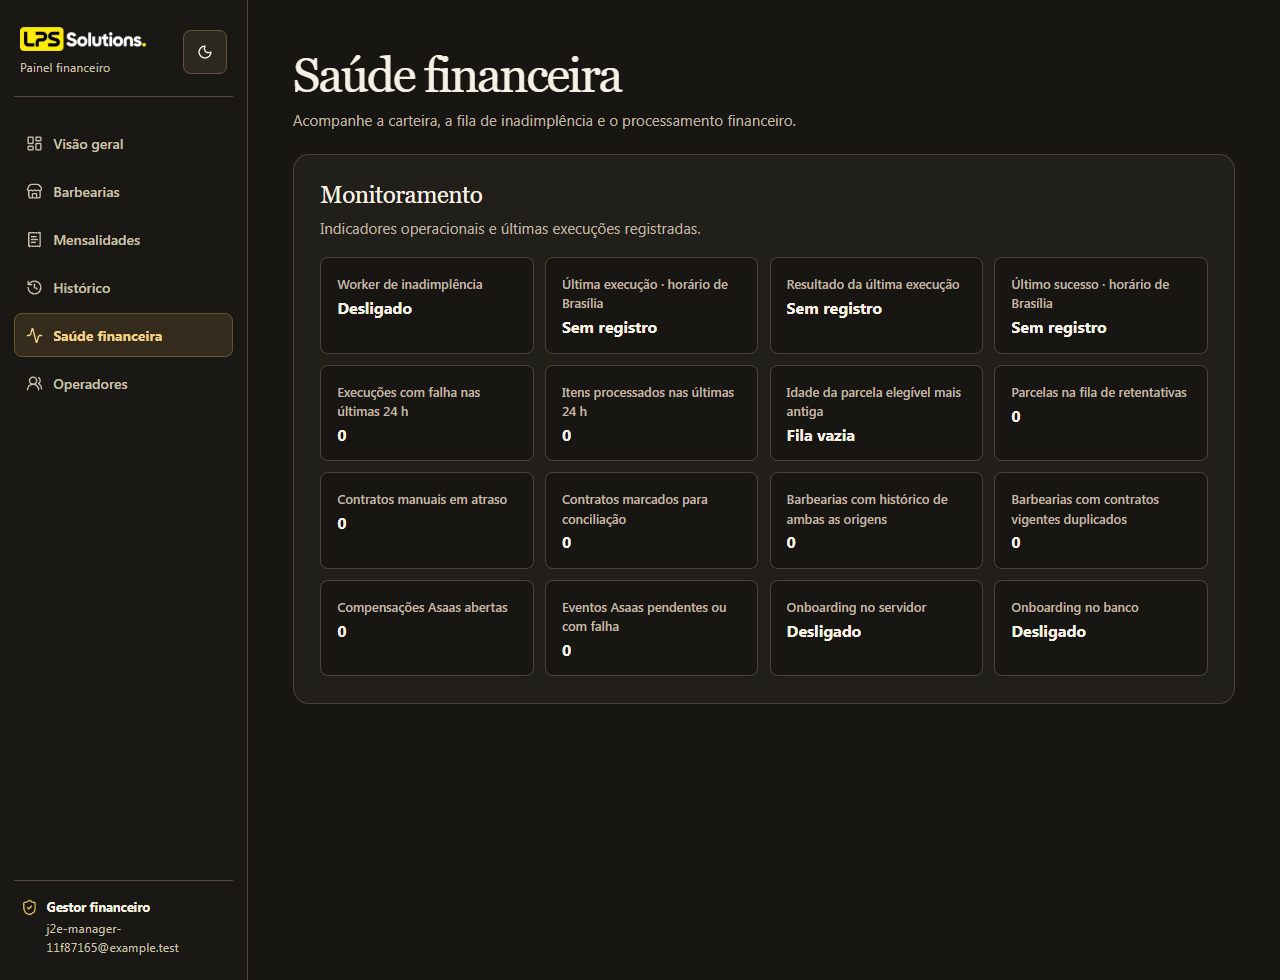 LPS Solutions.
Painel financeiro
Visão geral
Barbearias
Mensalidades
Histórico
Saúde financeira
Operadores
Gestor financeiro
j2e-manager-
11f87165@example.test
Saúde financeira
Acompanhe a carteira, a fila de inadimplência e o processamento financeiro.
Monitoramento
Indicadores operacionais e últimas execuções registradas.
Worker de inadimplência
Desligado
Última execução · horário de
Brasília
Sem registro
Resultado da última execução
Sem registro
Último sucesso · horário de
Brasília
Sem registro
Execuções com falha nas
últimas 24 h
0
Itens processados nas últimas
24 h
0
Idade da parcela elegível mais
antiga
Fila vazia
Parcelas na fila de retentativas
0
Contratos manuais em atraso
0
Contratos marcados para
conciliação
0
Barbearias com histórico de
ambas as origens
0
Barbearias com contratos
vigentes duplicados
0
Compensações Asaas abertas
0
Eventos Asaas pendentes ou
com falha
0
Onboarding no servidor
Desligado
Onboarding no banco
Desligado